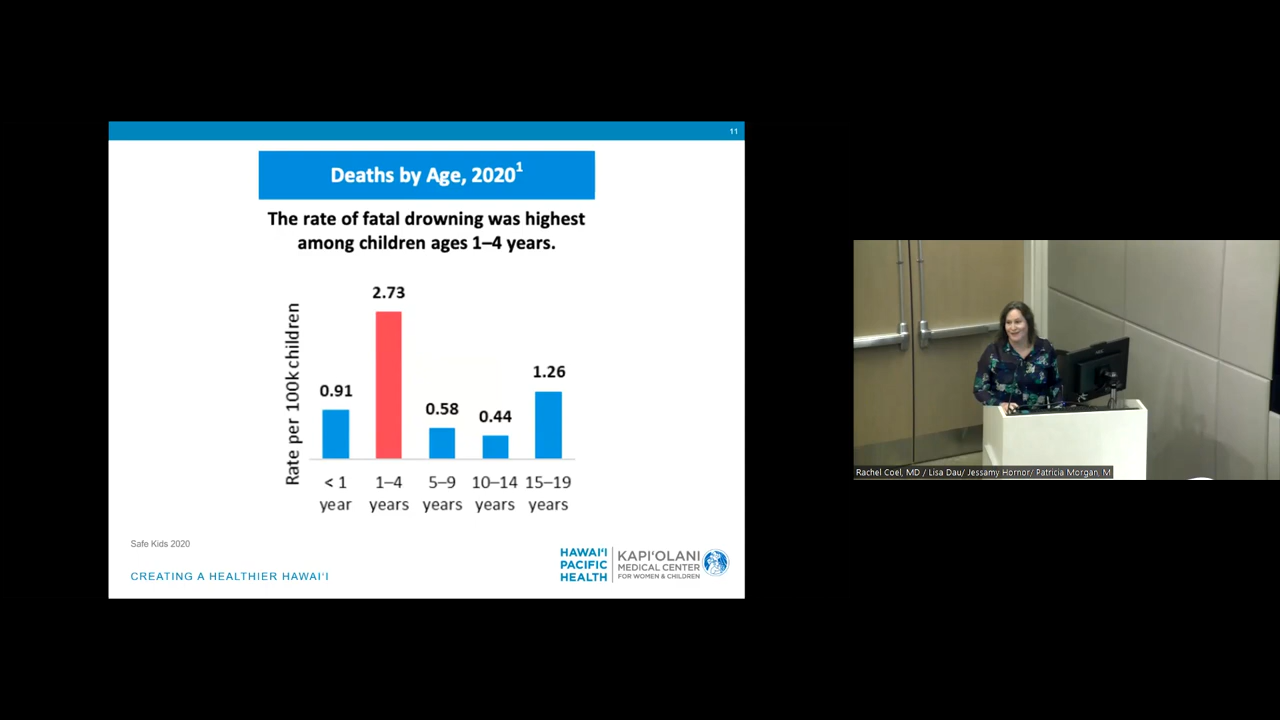 11
Deaths by Age, 2020¹
The rate of fatal drowning was highest
among children ages 1–4 years.
Rate per 100k children
0.91
2.73
0.58
0.44
1.26
< 1 year
1–4 years
5–9 years
10–14 years
15–19 years
Safe Kids 2020
CREATING A HEALTHIER HAWAI‘I
HAWAI‘I
PACIFIC
HEALTH
KAPI‘OLANI
MEDICAL CENTER
FOR WOMEN & CHILDREN
Rachel Coel, MD / Lisa Dau/ Jessamy Hornor/ Patricia Morgan, M